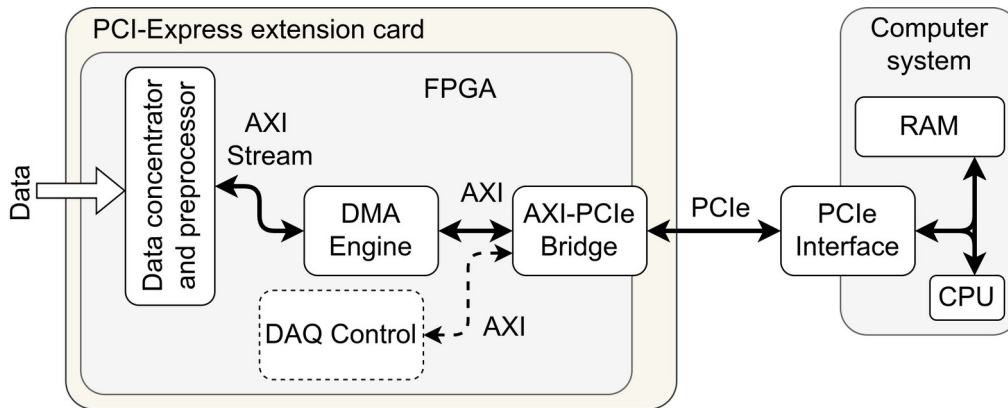 PCI-Express extension card
FPGA
Data
Data concentrator
and preprocessor
AXI
Stream
DMA
Engine
AXI
AXI-PCIe
Bridge
DAQ Control
AXI
PCIe
Computer
system
RAM
PCIe
Interface
CPU